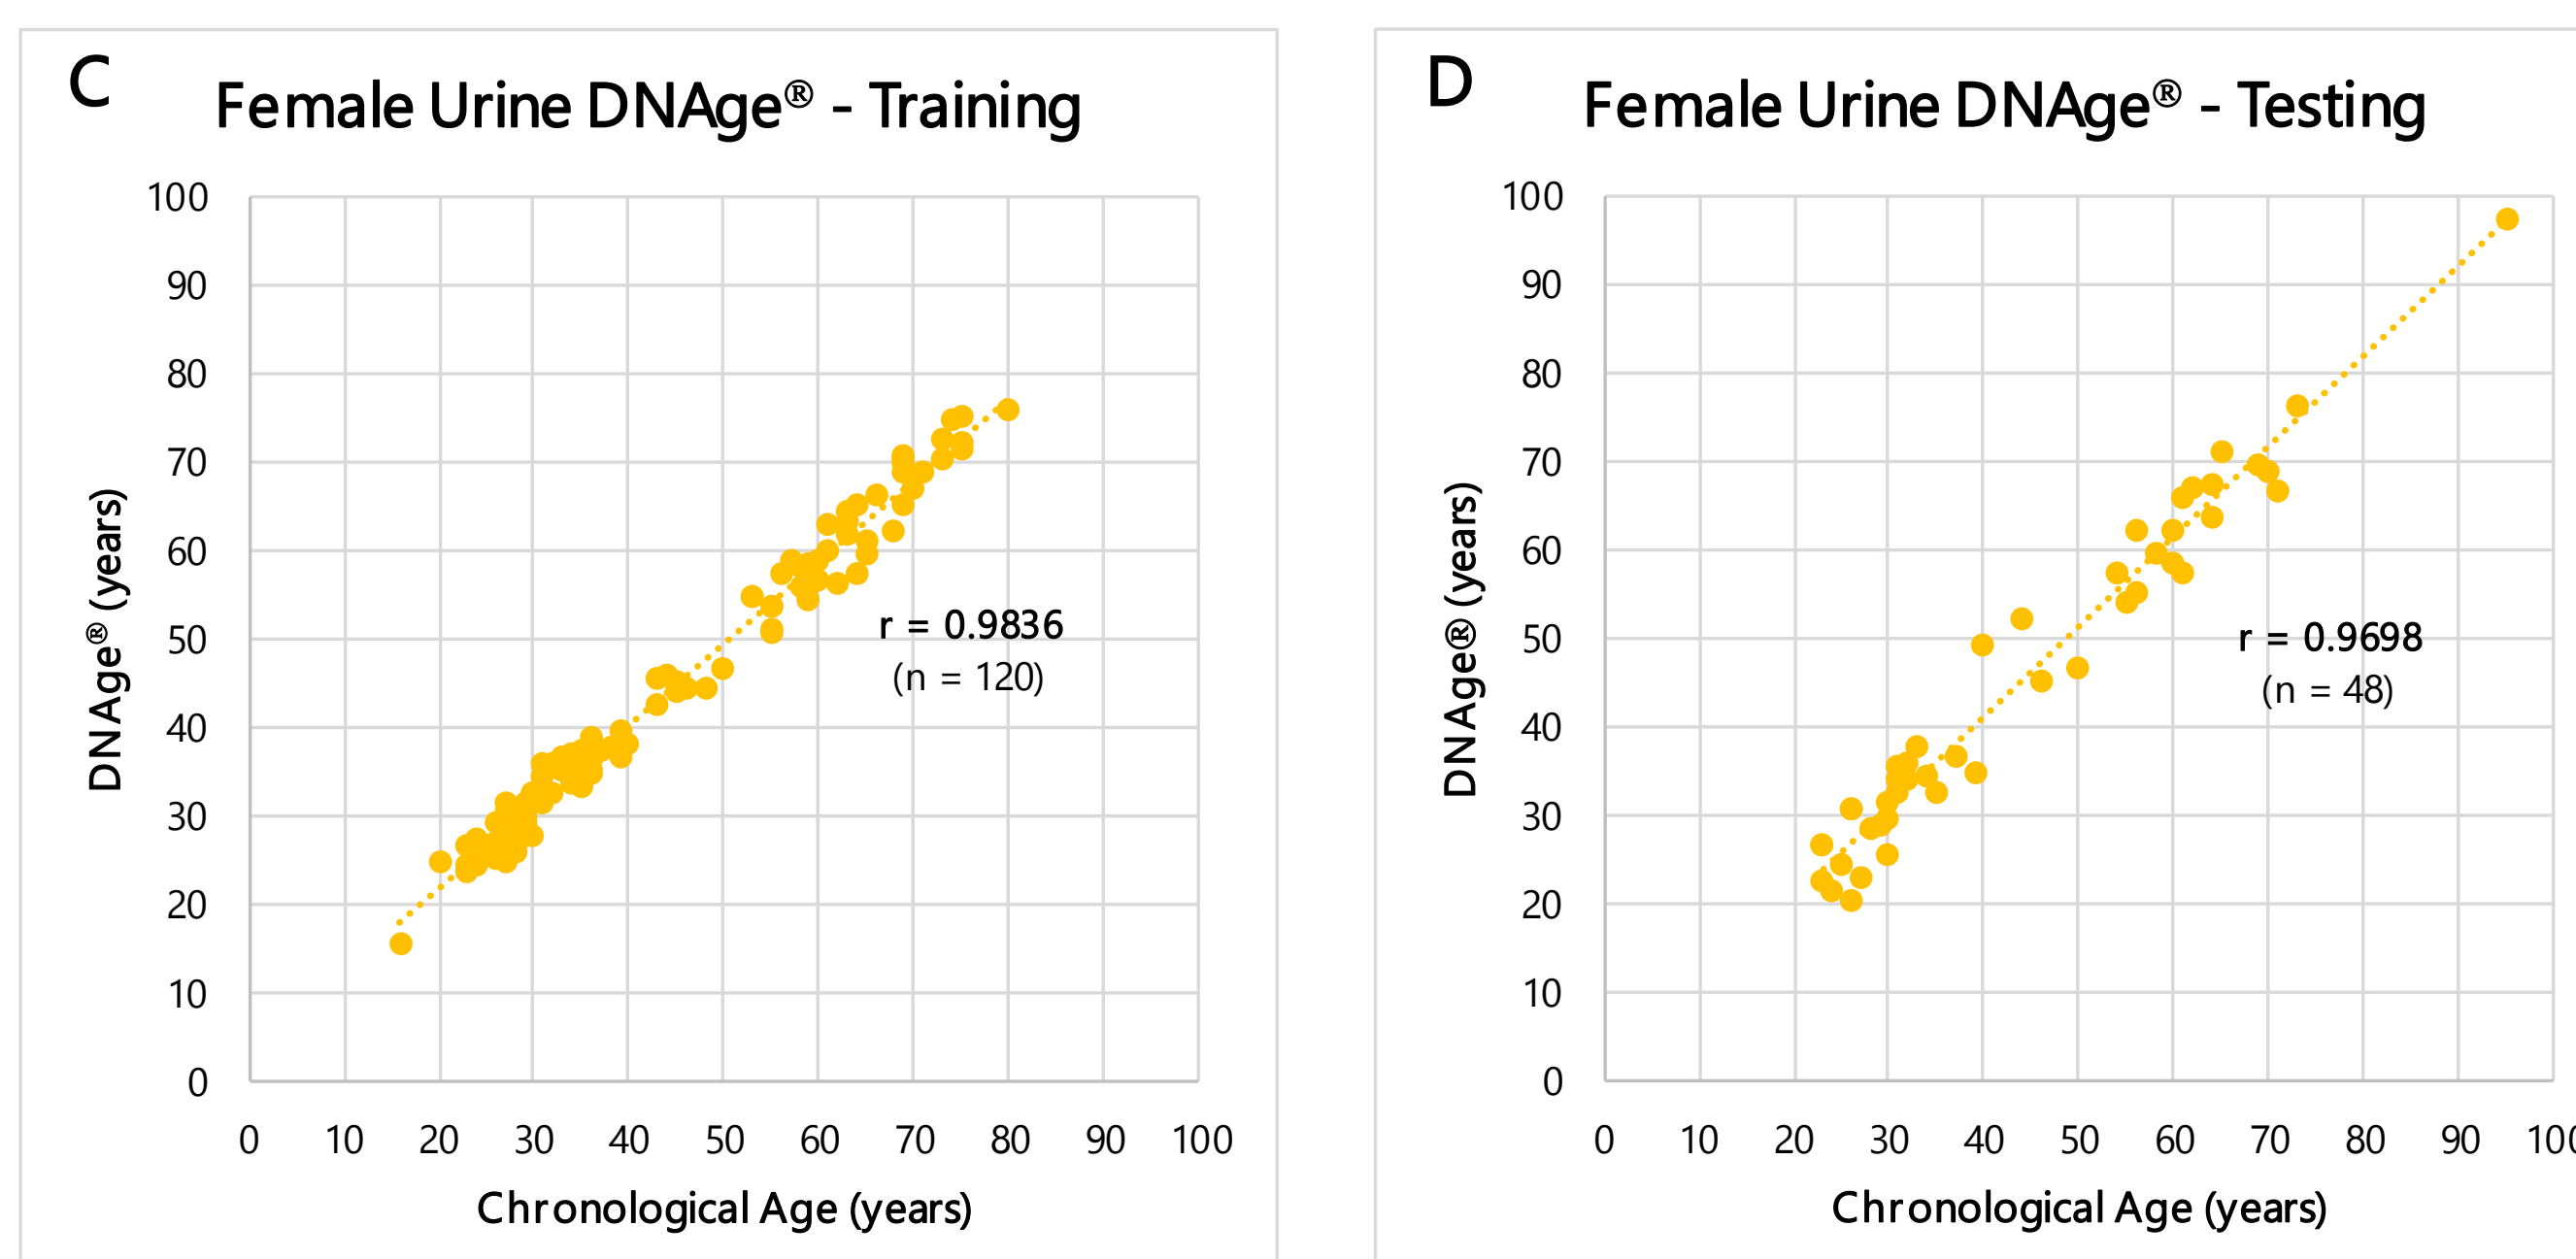 C
Female Urine DNAge® - Training
100
90
80
70
60
50
40
30
20
10
0
DNAge® (years)
r = 0.9836
(n = 120)
0 10 20 30 40 50 60 70 80 90 100
Chronological Age (years)
D
Female Urine DNAge® - Testing
100
90
80
70
60
50
40
30
20
10
0
DNAge® (years)
r = 0.9698
(n = 48)
0 10 20 30 40 50 60 70 80 90 100
Chronological Age (years)